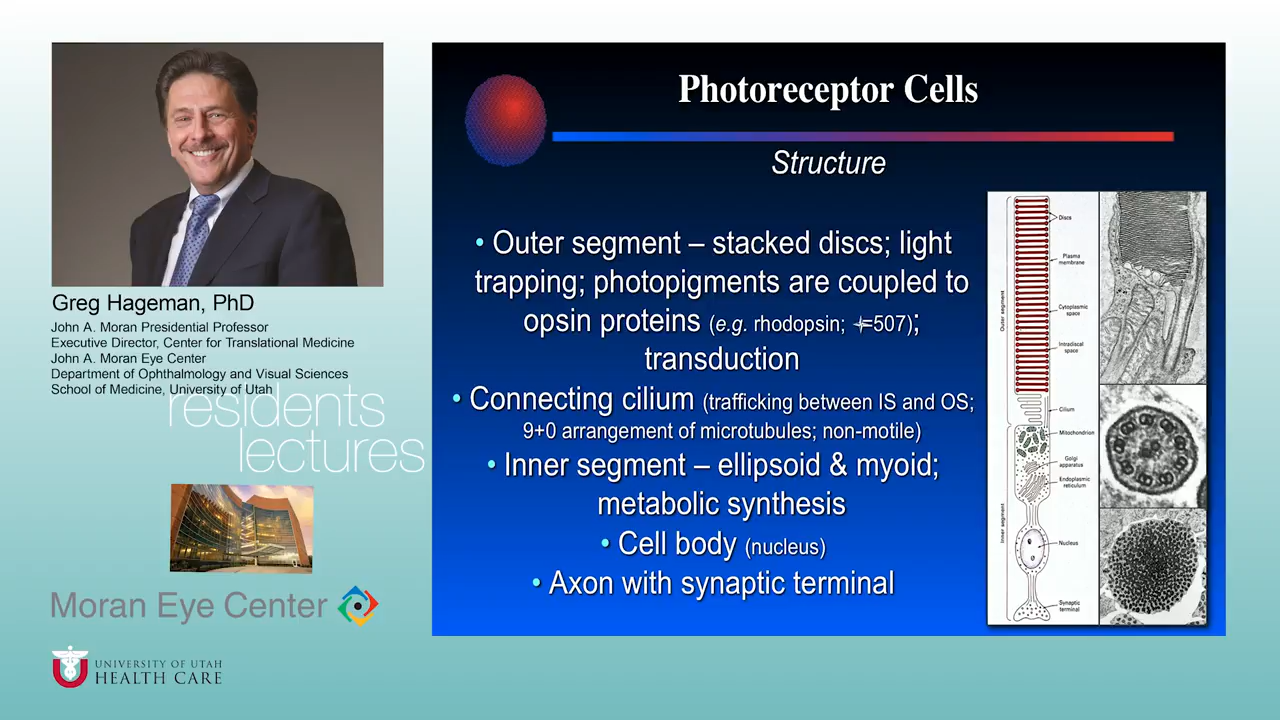 Greg Hageman, PhD
John A. Moran Presidential Professor
Executive Director, Center for Translational Medicine
John A. Moran Eye Center
Department of Ophthalmology and Visual Sciences
School of Medicine, University of Utah
residents
lectures
Moran Eye Center
UNIVERSITY OF UTAH
HEALTH CARE
Photoreceptor Cells
Structure
• Outer segment – stacked discs; light
trapping; photopigments are coupled to
opsin proteins (e.g. rhodopsin; =507);
transduction
• Connecting cilium (trafficking between IS and OS;
9+0 arrangement of microtubules; non-motile)
• Inner segment – ellipsoid & myoid;
metabolic synthesis
• Cell body (nucleus)
• Axon with synaptic terminal
Outer segment
Inner segment
Discs
Plasma
membrane
Cytoplasmic
space
Intradiscal
space
Cilium
Mitochondrion
Golgi
apparatus
Endoplasmic
reticulum
Nucleus
Synaptic
terminal